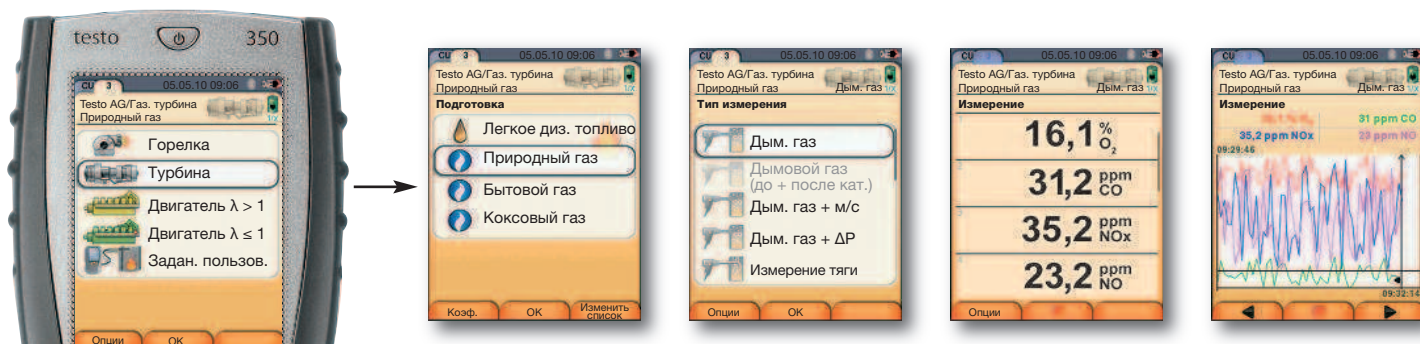 testo 350
CU 3 05.05.10 09:06
Testo AG/Газ. турбина
Природный газ 1/x
Горелка
Турбина
Двигатель λ > 1
Двигатель λ ≤ 1
Задан. пользов.
Опции OK
CU 3 05.05.10 09:06
Testo AG/Газ. турбина
Природный газ 1/x
Подготовка
Легкое диз. топливо
Природный газ
Бытовой газ
Коксовый газ
Коэф. OK Изменить
список
CU 3 05.05.10 09:06
Testo AG/Газ. турбина
Природный газ Дым. газ 1/x
Тип измерения
Дым. газ
Дымовой газ
(до + после кат.)
Дым. газ + м/с
Дым. газ + ΔP
Измерение тяги
Опции OK
CU 05.05.10 09:06
Testo AG/Газ. турбина
Природный газ Дым. газ 1/x
Измерение
16,1 % O2
31,2 ppm CO
35,2 ppm NOx
23,2 ppm NO
Опции
CU 05.05.10 09:06
Testo AG/Газ. турбина
Природный газ Дым. газ 1/x
Измерение
31 ppm CO
35,2 ppm NOx 23 ppm NO
09:29:46
09:32:14